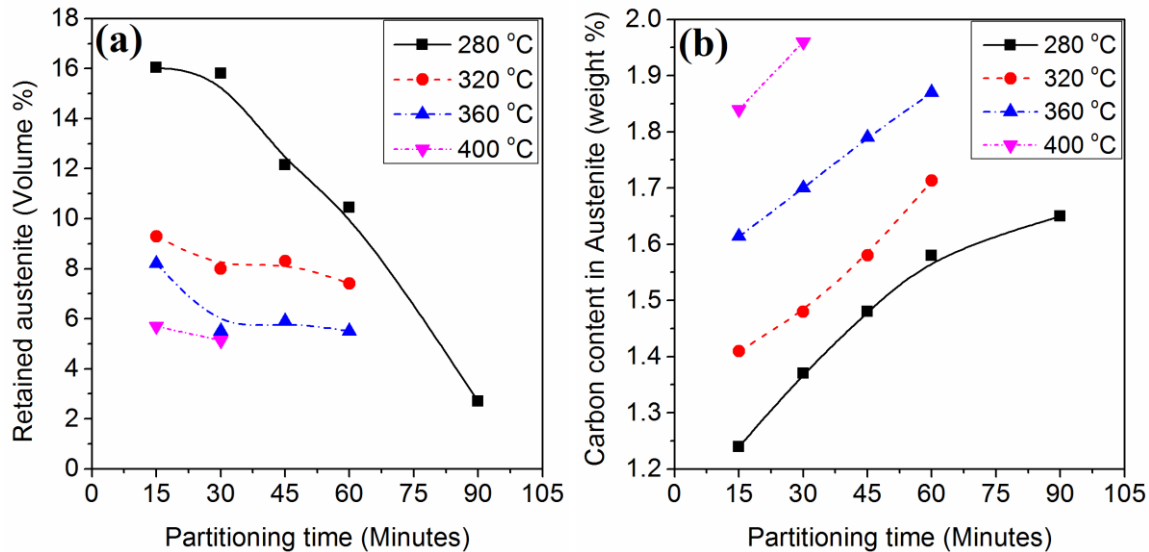 (a)
280 °C
320 °C
360 °C
400 °C
Retained austenite (Volume %)
18
16
14
12
10
8
6
4
2
0
0 15 30 45 60 75 90 105
Partitioning time (Minutes)
(b)
280 °C
320 °C
360 °C
400 °C
Carbon content in Austenite (weight %)
2.0
1.9
1.8
1.7
1.6
1.5
1.4
1.3
1.2
0 15 30 45 60 75 90 105
Partitioning time (Minutes)